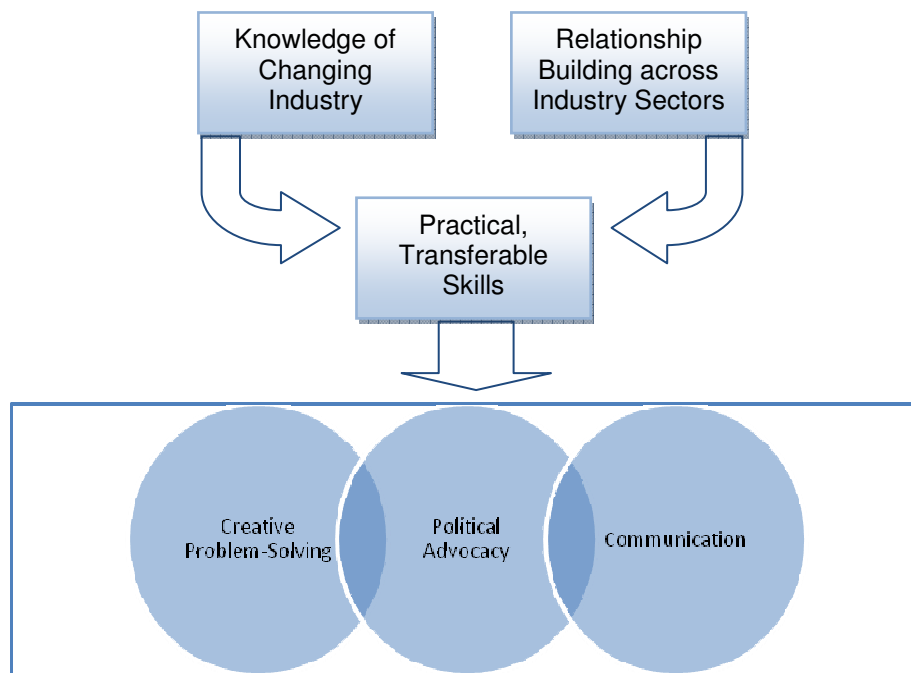 Knowledge of
Changing
Industry
Relationship
Building across
Industry Sectors
Practical,
Transferable
Skills
Creative
Problem-Solving
Political
Advocacy
Communication